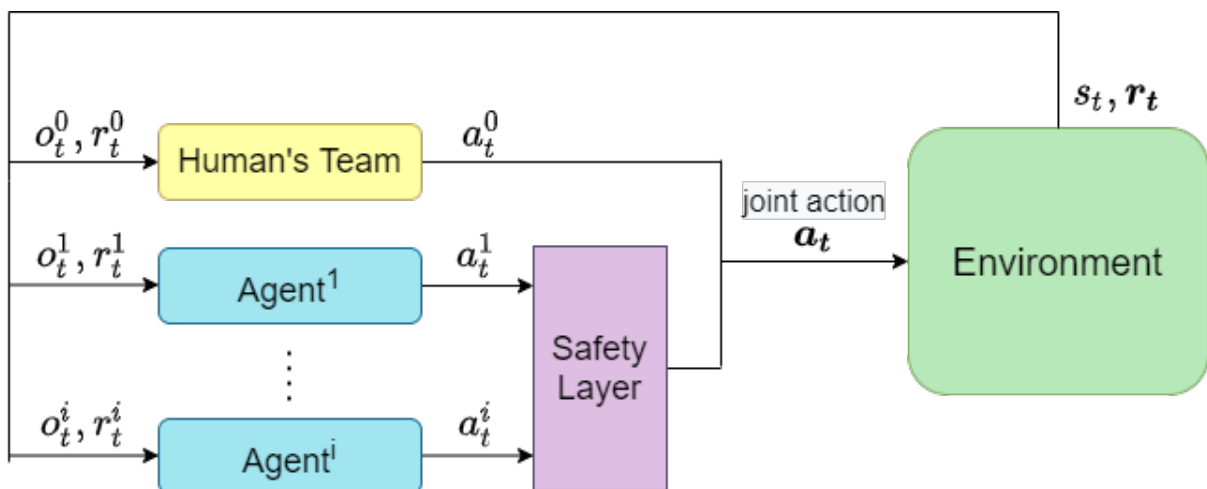 s_t, r_t
o_t^0, r_t^0
Human's Team
a_t^0
joint action
a_t
o_t^1, r_t^1
Agent^1
a_t^1
Environment
Safety
Layer
⋮
o_t^i, r_t^i
Agent^i
a_t^i